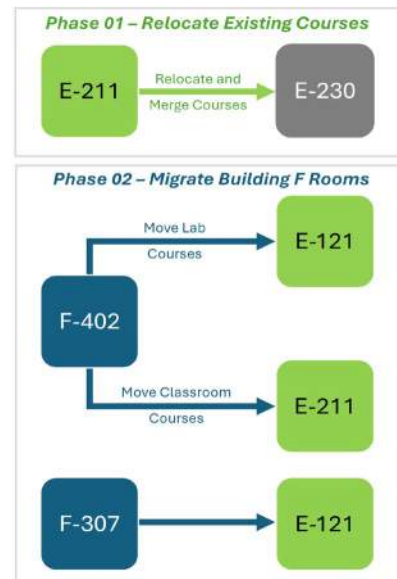 Phase 01 – Relocate Existing Courses
E-211
Relocate and
Merge Courses
E-230
Phase 02 – Migrate Building F Rooms
Move Lab
Courses
E-121
F-402
Move Classroom
Courses
E-211
F-307
E-121